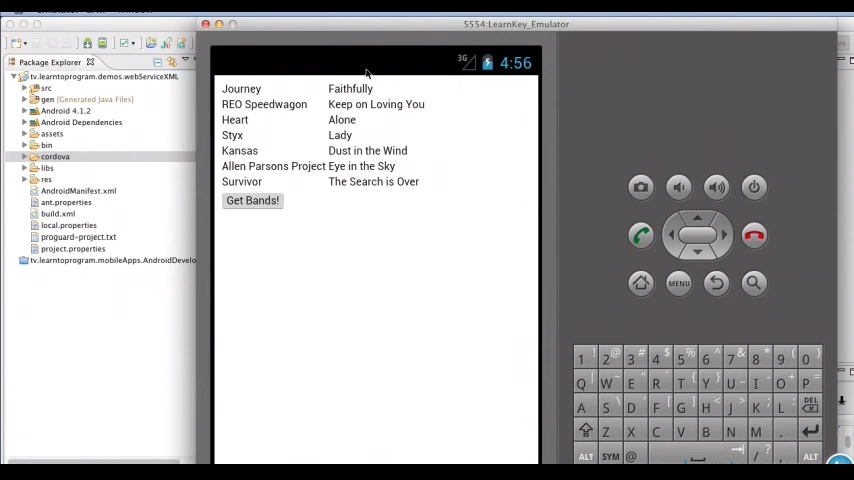 5554:LearnKey_Emulator
Package Explorer
tv.learntoprogram.demos.webServiceXML
src
gen [Generated Java Files]
Android 4.1.2
Android Dependencies
assets
bin
cordova
libs
res
AndroidManifest.xml
ant.properties
build.xml
local.properties
proguard-project.txt
project.properties
tv.learntoprogram.mobileApps.AndroidDevelo
3G 4:56
Journey Faithfully
REO Speedwagon Keep on Loving You
Heart Alone
Styx Lady
Kansas Dust in the Wind
Allen Parsons Project Eye in the Sky
Survivor The Search is Over
Get Bands!
MENU
1 ! 2 @ 3 # 4 $ 5 % 6 ^ 7 & 8 * 9 ( 0 )
Q W ~ E R T { Y } U _ I O + P =
A S \ D F [ G ] H < J > K ; L : DEL
Z X C V B N M .
ALT SYM @ / ? ALT